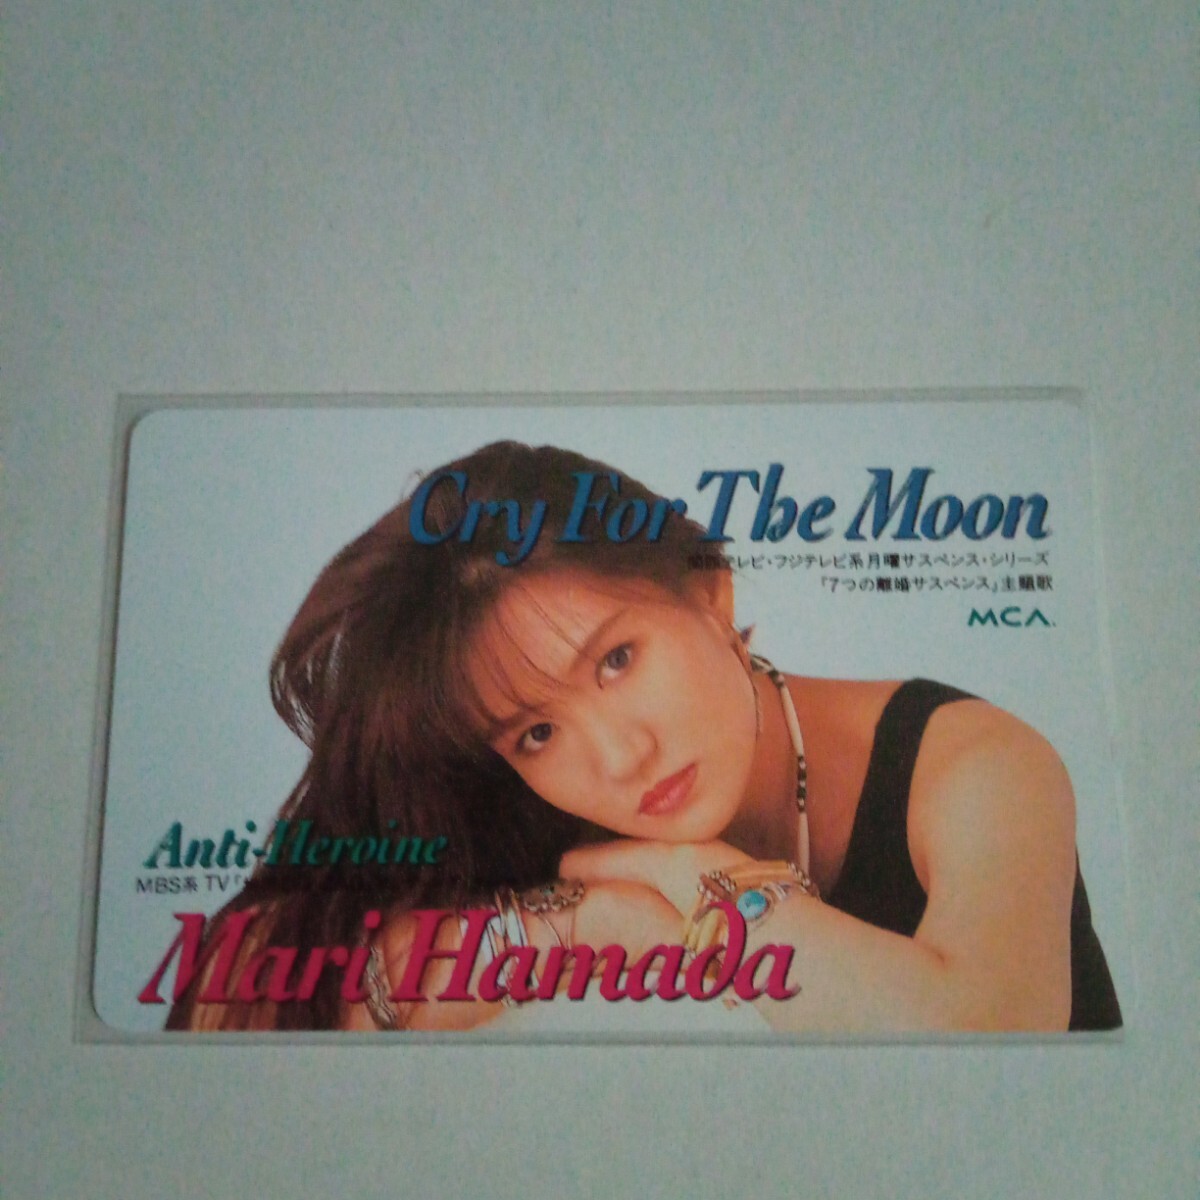 Cry For The Moon
関西テレビ・フジテレビ系月曜サスペンス・シリーズ
「7つの離婚サスペンス」主題歌
MCA.
Anti-Heroine
MBS系 TV「
Mari Hamada